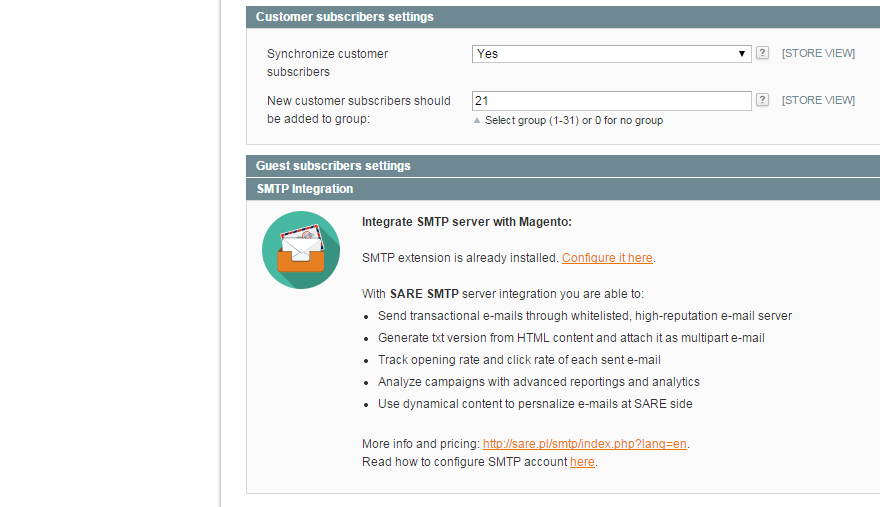 Customer subscribers settings
Synchronize customer
subscribers
Yes ▼ ? [STORE VIEW]
New customer subscribers should
be added to group:
21 ? [STORE VIEW]
▲ Select group (1-31) or 0 for no group
Guest subscribers settings
SMTP Integration
Integrate SMTP server with Magento:
SMTP extension is already installed. Configure it here.
With SARE SMTP server integration you are able to:
• Send transactional e-mails through whitelisted, high-reputation e-mail server
• Generate txt version from HTML content and attach it as multipart e-mail
• Track opening rate and click rate of each sent e-mail
• Analyze campaigns with advanced reportings and analytics
• Use dynamical content to persnalize e-mails at SARE side
More info and pricing: http://sare.pl/smtp/index.php?lang=en.
Read how to configure SMTP account here.